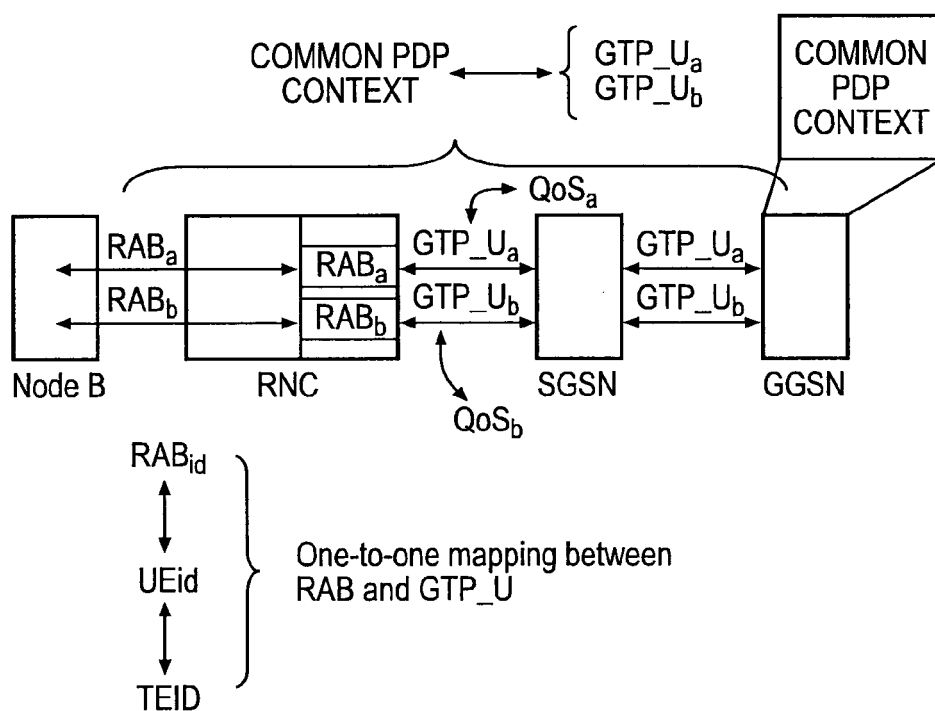 COMMON PDP
CONTEXT
GTP_Ua
GTP_Ub
COMMON
PDP
CONTEXT
QoSa
RABa
RABa
GTP_Ua
GTP_Ua
RABb
RABb
GTP_Ub
GTP_Ub
Node B
RNC
SGSN
GGSN
QoSb
RABid
UEid
TEID
One-to-one mapping between
RAB and GTP_U